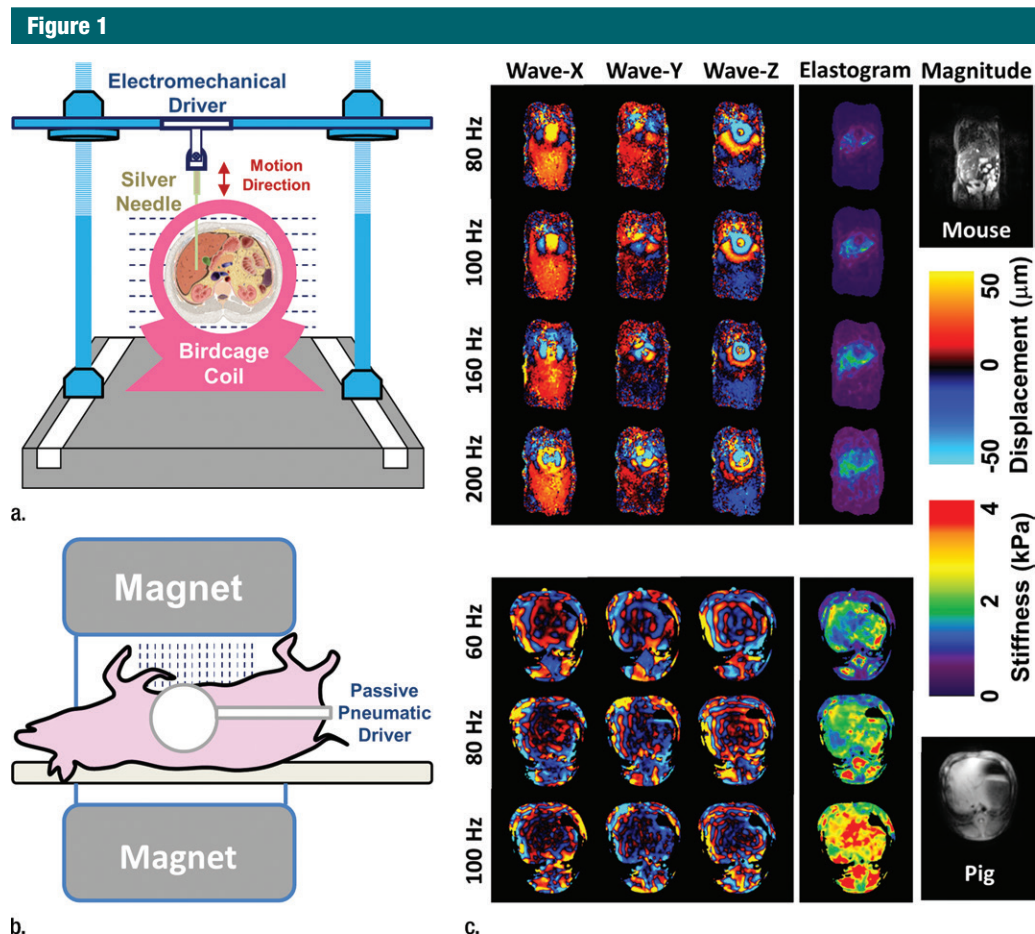 Figure 1
Electromechanical
Driver
Silver
Needle
Motion
Direction
Birdcage
Coil
a.
Magnet
Passive
Pneumatic
Driver
Magnet
b.
Wave-X Wave-Y Wave-Z Elastogram Magnitude
80 Hz
100 Hz
160 Hz
200 Hz
Mouse
50
0
-50
Displacement (μm)
4
2
0
Stiffness (kPa)
60 Hz
80 Hz
100 Hz
Pig
c.